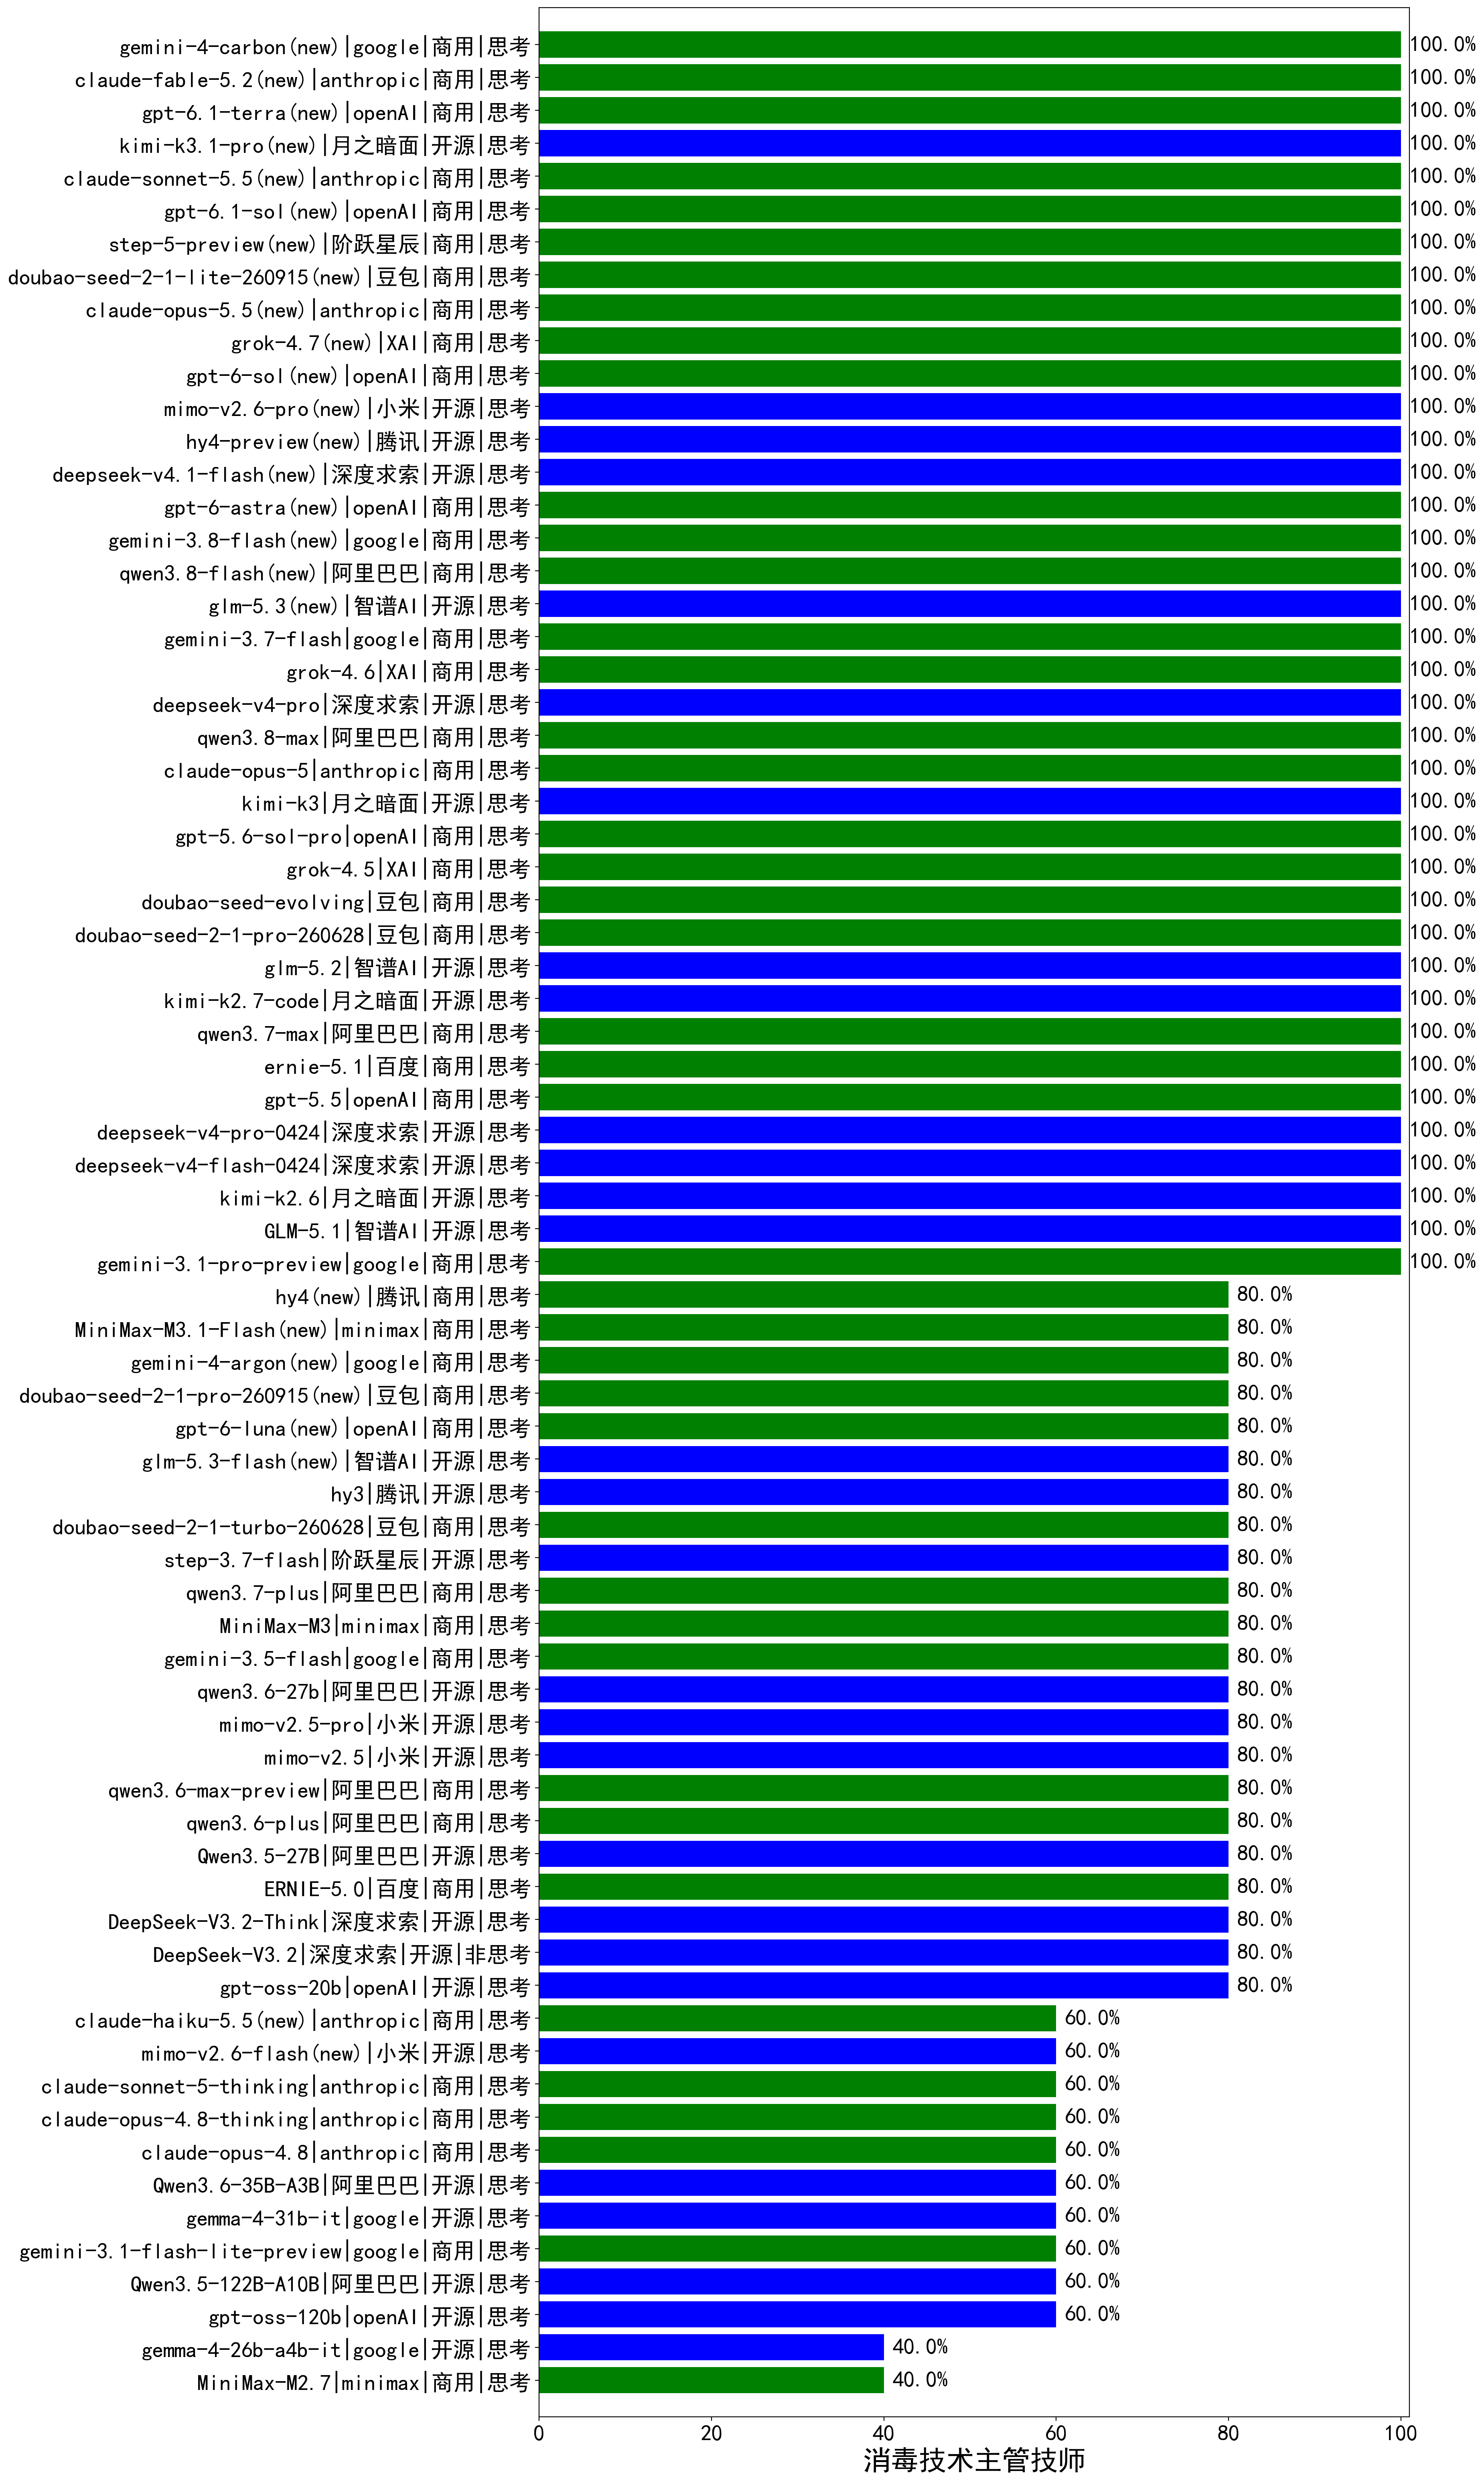 gemini-4-carbon(new)|google|商用|思考 100.0%
claude-fable-5.2(new)|anthropic|商用|思考 100.0%
gpt-6.1-terra(new)|openAI|商用|思考 100.0%
kimi-k3.1-pro(new)|月之暗面|开源|思考 100.0%
claude-sonnet-5.5(new)|anthropic|商用|思考 100.0%
gpt-6.1-sol(new)|openAI|商用|思考 100.0%
step-5-preview(new)|阶跃星辰|商用|思考 100.0%
doubao-seed-2-1-lite-260915(new)|豆包|商用|思考 100.0%
claude-opus-5.5(new)|anthropic|商用|思考 100.0%
grok-4.7(new)|XAI|商用|思考 100.0%
gpt-6-sol(new)|openAI|商用|思考 100.0%
mimo-v2.6-pro(new)|小米|开源|思考 100.0%
hy4-preview(new)|腾讯|开源|思考 100.0%
deepseek-v4.1-flash(new)|深度求索|开源|思考 100.0%
gpt-6-astra(new)|openAI|商用|思考 100.0%
gemini-3.8-flash(new)|google|商用|思考 100.0%
qwen3.8-flash(new)|阿里巴巴|商用|思考 100.0%
glm-5.3(new)|智谱AI|开源|思考 100.0%
gemini-3.7-flash|google|商用|思考 100.0%
grok-4.6|XAI|商用|思考 100.0%
deepseek-v4-pro|深度求索|开源|思考 100.0%
qwen3.8-max|阿里巴巴|商用|思考 100.0%
claude-opus-5|anthropic|商用|思考 100.0%
kimi-k3|月之暗面|开源|思考 100.0%
gpt-5.6-sol-pro|openAI|商用|思考 100.0%
grok-4.5|XAI|商用|思考 100.0%
doubao-seed-evolving|豆包|商用|思考 100.0%
doubao-seed-2-1-pro-260628|豆包|商用|思考 100.0%
glm-5.2|智谱AI|开源|思考 100.0%
kimi-k2.7-code|月之暗面|开源|思考 100.0%
qwen3.7-max|阿里巴巴|商用|思考 100.0%
ernie-5.1|百度|商用|思考 100.0%
gpt-5.5|openAI|商用|思考 100.0%
deepseek-v4-pro-0424|深度求索|开源|思考 100.0%
deepseek-v4-flash-0424|深度求索|开源|思考 100.0%
kimi-k2.6|月之暗面|开源|思考 100.0%
GLM-5.1|智谱AI|开源|思考 100.0%
gemini-3.1-pro-preview|google|商用|思考 100.0%
hy4(new)|腾讯|商用|思考 80.0%
MiniMax-M3.1-Flash(new)|minimax|商用|思考 80.0%
gemini-4-argon(new)|google|商用|思考 80.0%
doubao-seed-2-1-pro-260915(new)|豆包|商用|思考 80.0%
gpt-6-luna(new)|openAI|商用|思考 80.0%
glm-5.3-flash(new)|智谱AI|开源|思考 80.0%
hy3|腾讯|开源|思考 80.0%
doubao-seed-2-1-turbo-260628|豆包|商用|思考 80.0%
step-3.7-flash|阶跃星辰|开源|思考 80.0%
qwen3.7-plus|阿里巴巴|商用|思考 80.0%
MiniMax-M3|minimax|商用|思考 80.0%
gemini-3.5-flash|google|商用|思考 80.0%
qwen3.6-27b|阿里巴巴|开源|思考 80.0%
mimo-v2.5-pro|小米|开源|思考 80.0%
mimo-v2.5|小米|开源|思考 80.0%
qwen3.6-max-preview|阿里巴巴|商用|思考 80.0%
qwen3.6-plus|阿里巴巴|商用|思考 80.0%
Qwen3.5-27B|阿里巴巴|开源|思考 80.0%
ERNIE-5.0|百度|商用|思考 80.0%
DeepSeek-V3.2-Think|深度求索|开源|思考 80.0%
DeepSeek-V3.2|深度求索|开源|非思考 80.0%
gpt-oss-20b|openAI|开源|思考 80.0%
claude-haiku-5.5(new)|anthropic|商用|思考 60.0%
mimo-v2.6-flash(new)|小米|开源|思考 60.0%
claude-sonnet-5-thinking|anthropic|商用|思考 60.0%
claude-opus-4.8-thinking|anthropic|商用|思考 60.0%
claude-opus-4.8|anthropic|商用|思考 60.0%
Qwen3.6-35B-A3B|阿里巴巴|开源|思考 60.0%
gemma-4-31b-it|google|开源|思考 60.0%
gemini-3.1-flash-lite-preview|google|商用|思考 60.0%
Qwen3.5-122B-A10B|阿里巴巴|开源|思考 60.0%
gpt-oss-120b|openAI|开源|思考 60.0%
gemma-4-26b-a4b-it|google|开源|思考 40.0%
MiniMax-M2.7|minimax|商用|思考 40.0%
0 20 40 60 80 100
消毒技术主管技师